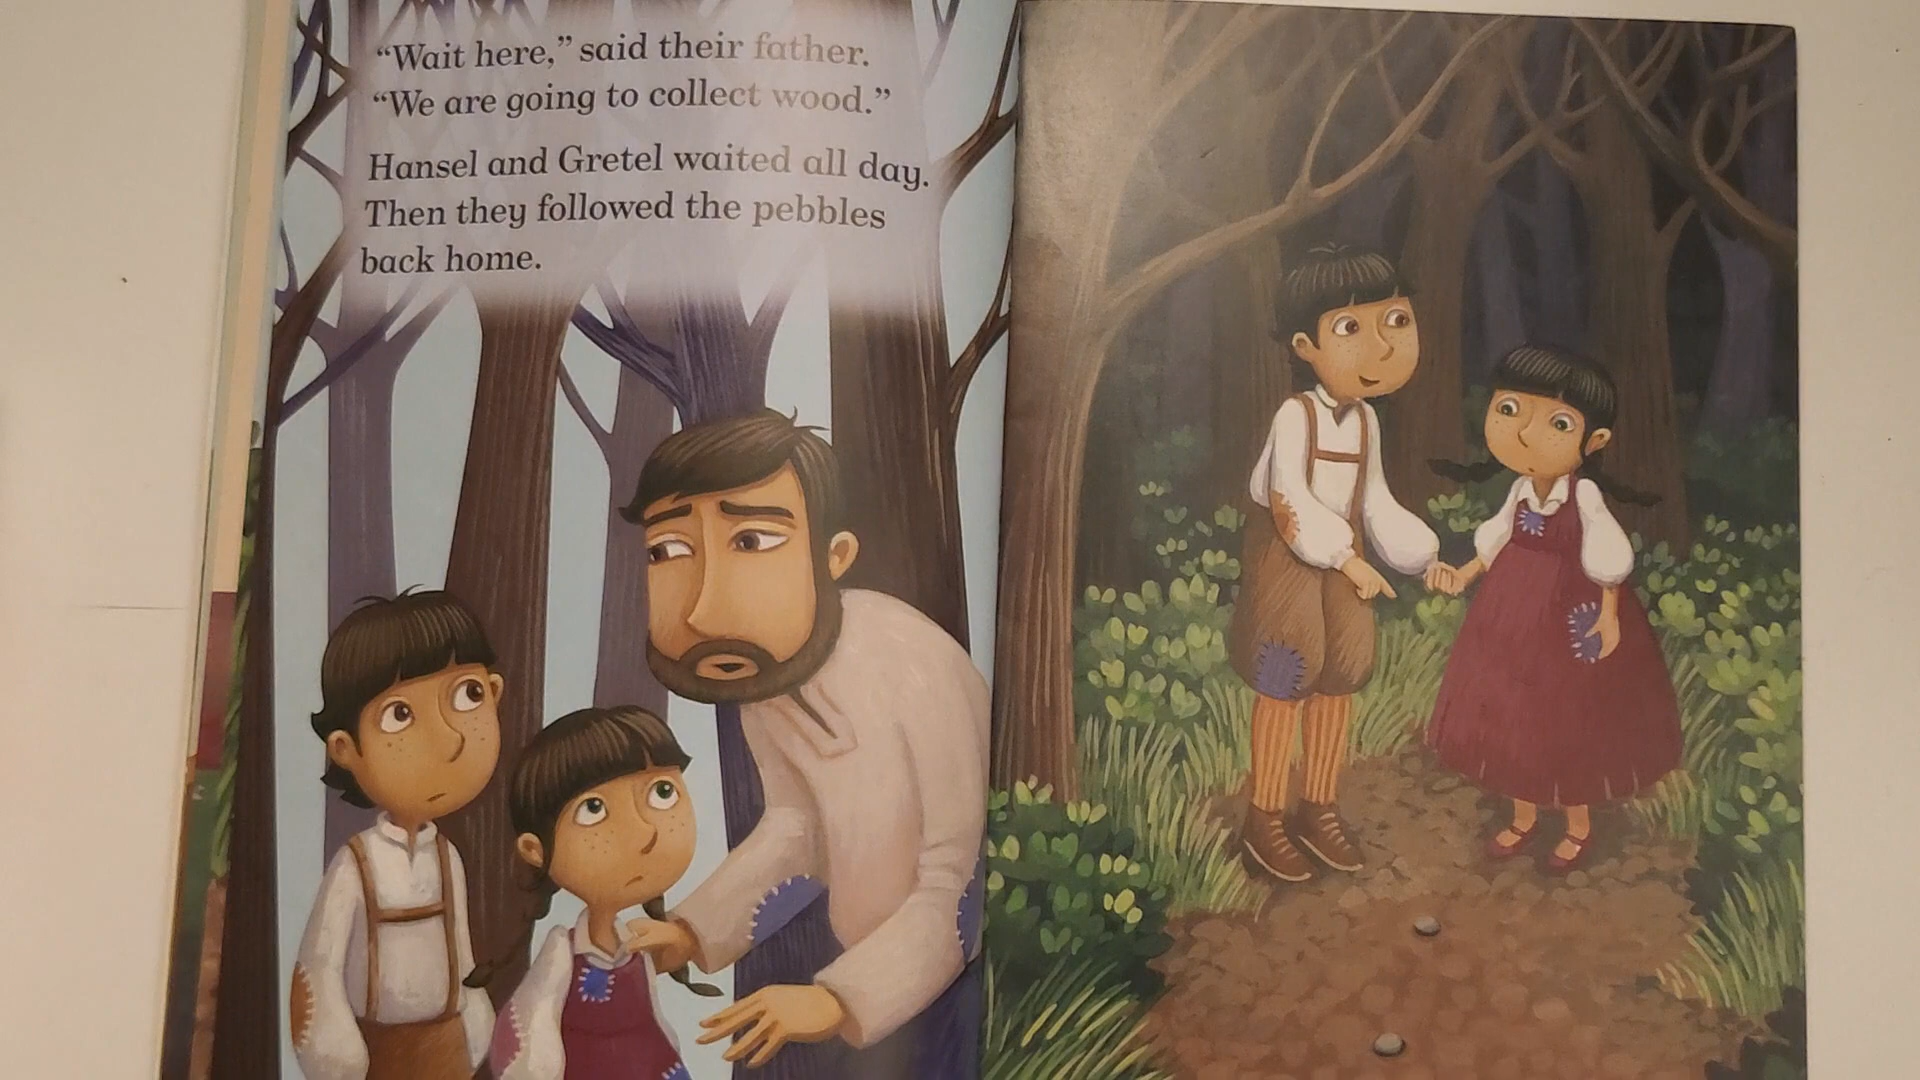 “Wait here,” said their father.
“We are going to collect wood.”
Hansel and Gretel waited all day.
Then they followed the pebbles
back home.